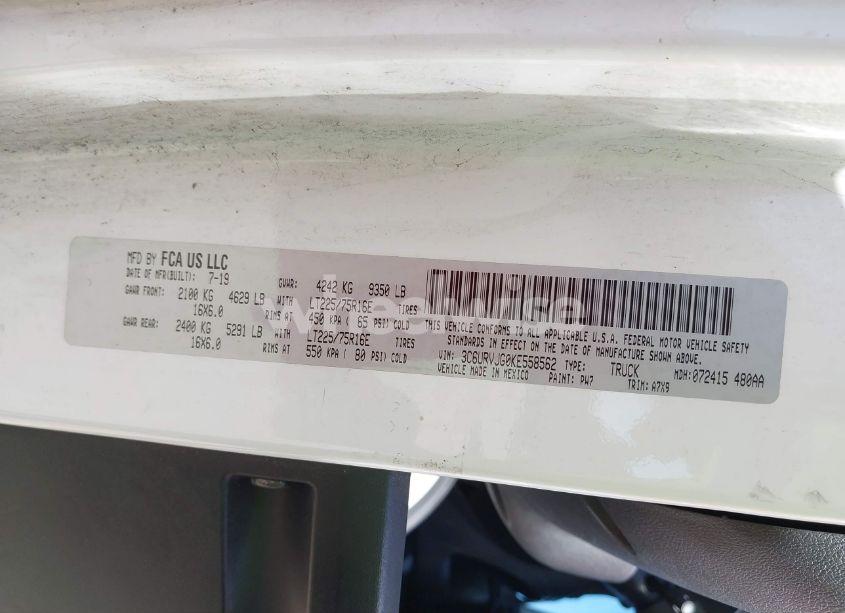 MFD BY FCA US LLC
DATE OF MFR(BUILT): 7-19 GVWR: 4242 KG 9350 LB
GAWR FRONT: 2100 KG 4629 LB WITH LT225/75R16E TIRES
16X6.0 RIMS AT 450 KPA ( 65 PSI) COLD
GAWR REAR: 2400 KG 5291 LB WITH LT225/75R16E TIRES
16X6.0 RIMS AT 550 KPA ( 80 PSI) COLD
THIS VEHICLE CONFORMS TO ALL APPLICABLE U.S.A. FEDERAL MOTOR VEHICLE SAFETY
STANDARDS IN EFFECT ON THE DATE OF MANUFACTURE SHOWN ABOVE.
VIN: 3C6URVJG0KE558562 TYPE: TRUCK MDH:072415 480AA
VEHICLE MADE IN MEXICO PAINT: PW7 TRIM: A7X9
wheelwise